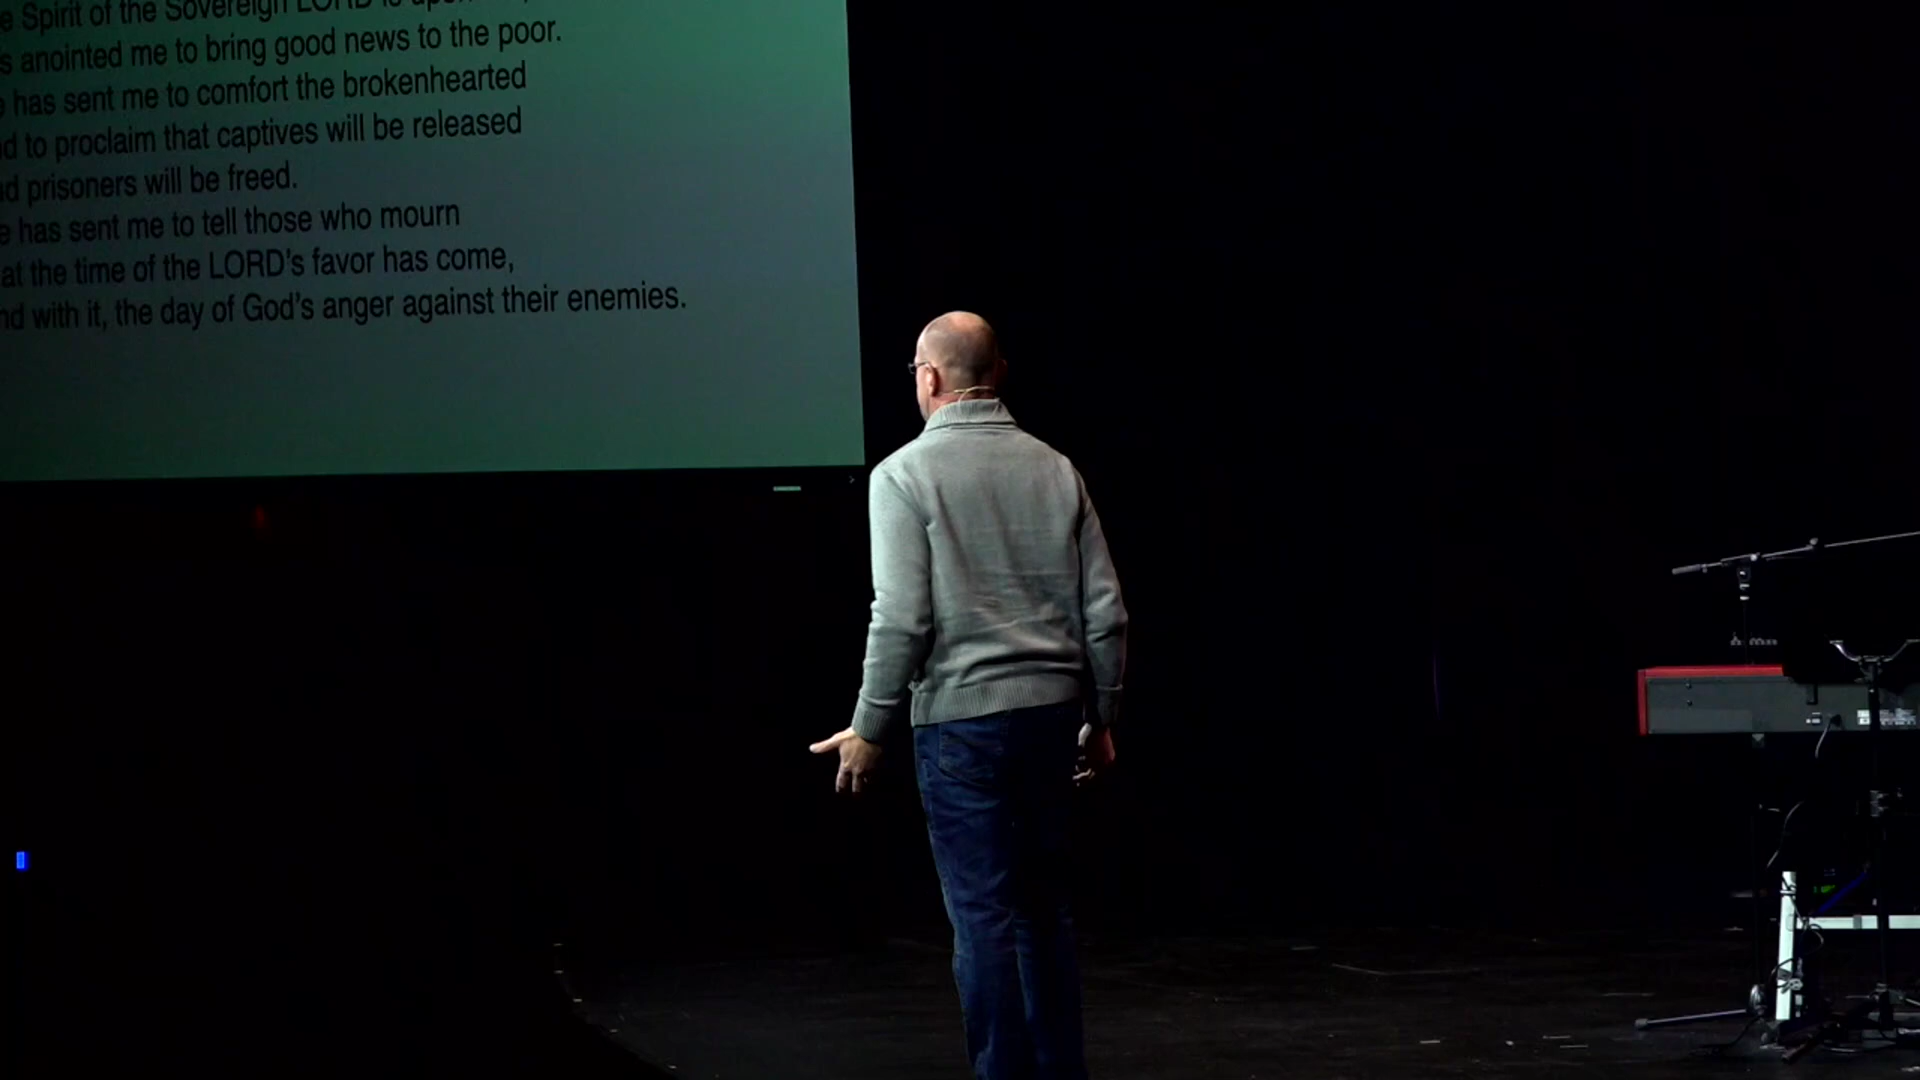 e Spirit of the Sovereign LORD is upon
s anointed me to bring good news to the poor.
e has sent me to comfort the brokenhearted
d to proclaim that captives will be released
d prisoners will be freed.
e has sent me to tell those who mourn
at the time of the LORD's favor has come,
nd with it, the day of God's anger against their enemies.